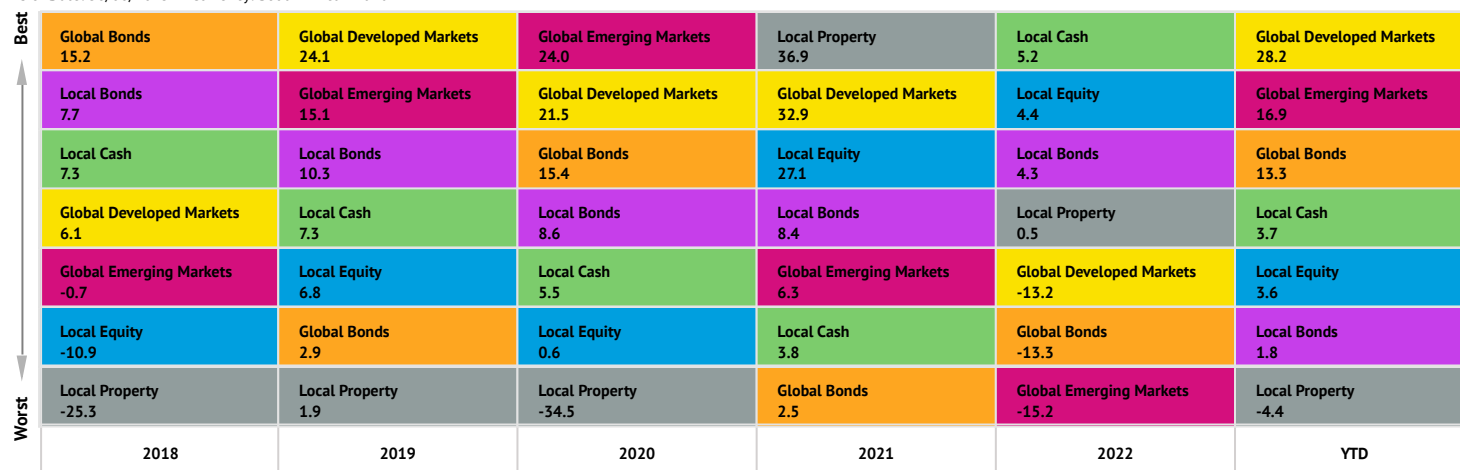 Best
Global Bonds
15.2
Global Developed Markets
24.1
Global Emerging Markets
24.0
Local Property
36.9
Local Cash
5.2
Global Developed Markets
28.2
Local Bonds
7.7
Global Emerging Markets
15.1
Global Developed Markets
21.5
Global Developed Markets
32.9
Local Equity
4.4
Global Emerging Markets
16.9
Local Cash
7.3
Local Bonds
10.3
Global Bonds
15.4
Local Equity
27.1
Local Bonds
4.3
Global Bonds
13.3
Global Developed Markets
6.1
Local Cash
7.3
Local Bonds
8.6
Local Bonds
8.4
Local Property
0.5
Local Cash
3.7
Global Emerging Markets
-0.7
Local Equity
6.8
Local Cash
5.5
Global Emerging Markets
6.3
Global Developed Markets
-13.2
Local Equity
3.6
Local Equity
-10.9
Global Bonds
2.9
Local Equity
0.6
Local Cash
3.8
Global Bonds
-13.3
Local Bonds
1.8
Worst
Local Property
-25.3
Local Property
1.9
Local Property
-34.5
Global Bonds
2.5
Global Emerging Markets
-15.2
Local Property
-4.4
2018
2019
2020
2021
2022
YTD